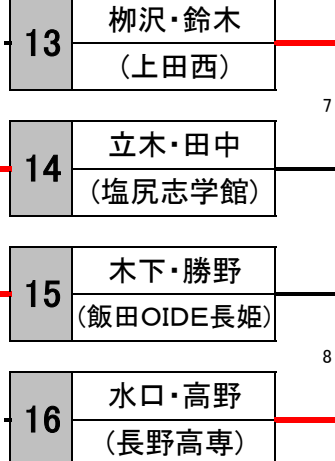 13
柳沢・鈴木
(上田西)
7
14
立木・田中
(塩尻志学館)
15
木下・勝野
(飯田OIDE長姫)
8
16
水口・高野
(長野高専)